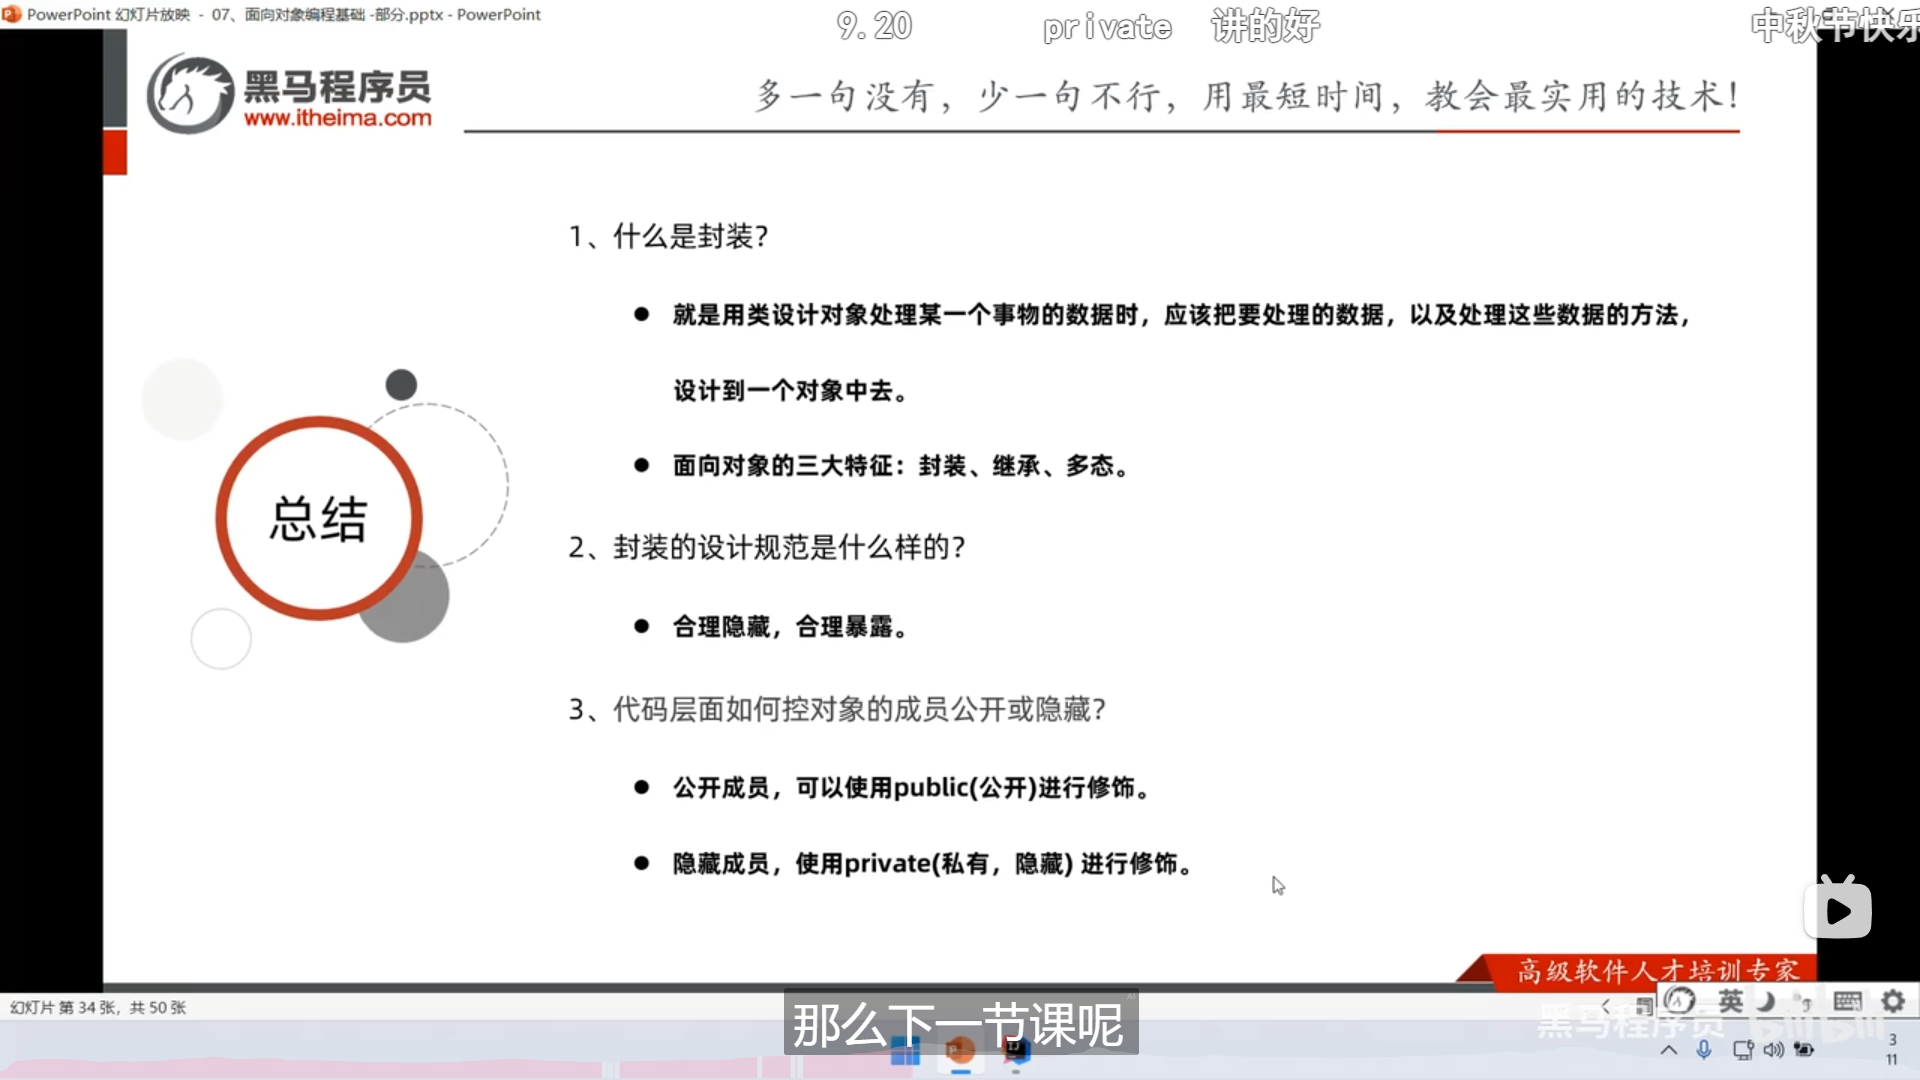 PowerPoint 幻灯片放映 - 07、面向对象编程基础 -部分.pptx - PowerPoint
9.20
private 讲的好
中秋节快乐
黑马程序员
www.itheima.com
多一句没有，少一句不行，用最短时间，教会最实用的技术！
1、什么是封装？
● 就是用类设计对象处理某一个事物的数据时，应该把要处理的数据，以及处理这些数据的方法，
设计到一个对象中去。
● 面向对象的三大特征：封装、继承、多态。
总结
2、封装的设计规范是什么样的？
● 合理隐藏，合理暴露。
3、代码层面如何控对象的成员公开或隐藏？
● 公开成员，可以使用public(公开)进行修饰。
● 隐藏成员，使用private(私有，隐藏) 进行修饰。
高级软件人才培训专家
幻灯片 第 34 张，共 50 张
英
黑马程序员 bilibili
那么下一节课呢
3
11